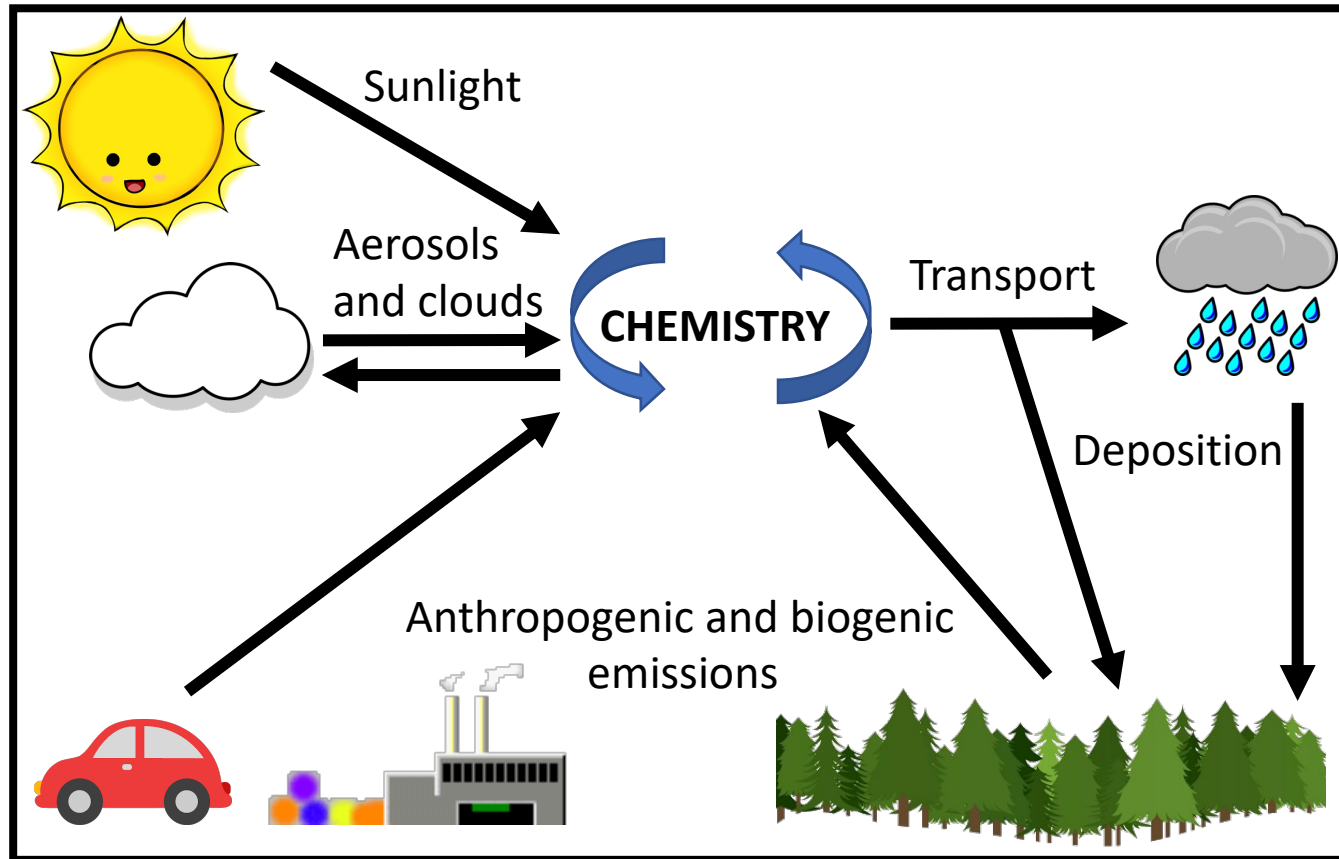 Sunlight
Aerosols
and clouds
CHEMISTRY
Transport
Deposition
Anthropogenic and biogenic
emissions